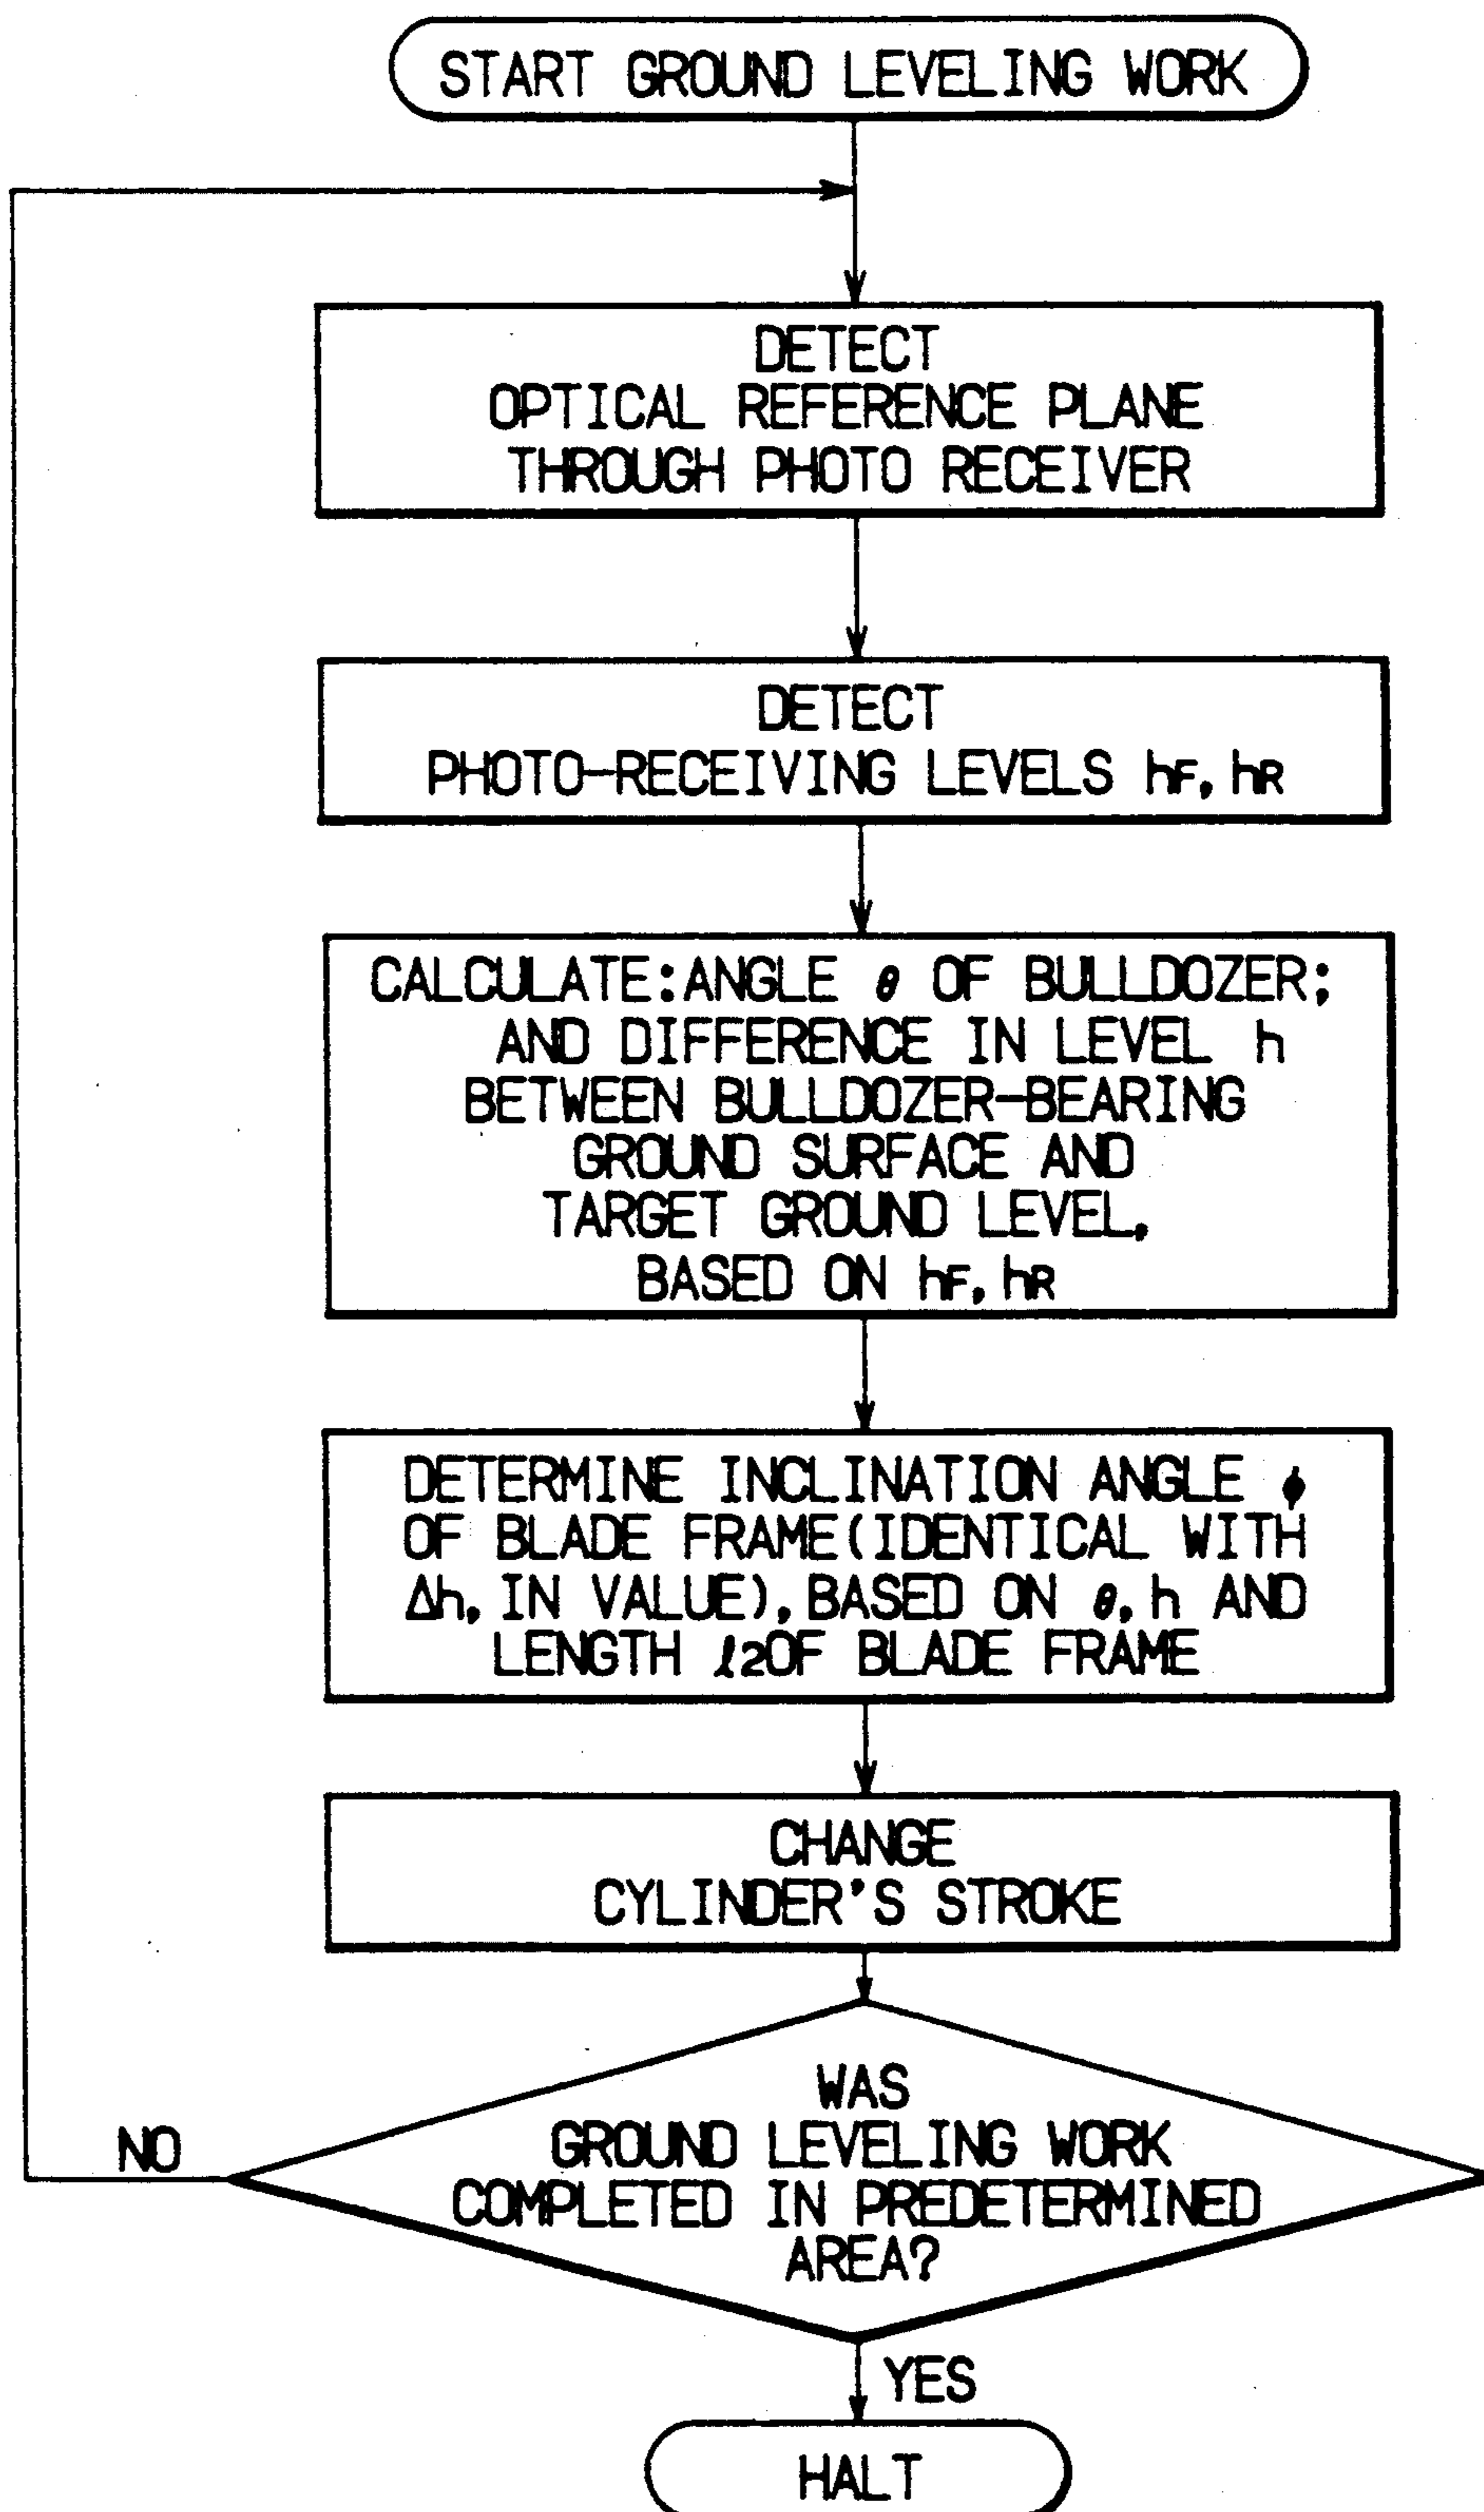 START GROUND LEVELING WORK
DETECT
OPTICAL REFERENCE PLANE
THROUGH PHOTO RECEIVER
DETECT
PHOTO-RECEIVING LEVELS hF, hR
CALCULATE:ANGLE θ OF BULLDOZER;
AND DIFFERENCE IN LEVEL h
BETWEEN BULLDOZER-BEARING
GROUND SURFACE AND
TARGET GROUND LEVEL,
BASED ON hF, hR
DETERMINE INCLINATION ANGLE ϕ
OF BLADE FRAME(IDENTICAL WITH
Δh, IN VALUE), BASED ON θ, h AND
LENGTH ℓ2OF BLADE FRAME
CHANGE
CYLINDER'S STROKE
WAS
GROUND LEVELING WORK
COMPLETED IN PREDETERMINED
AREA?
NO
YES
HALT